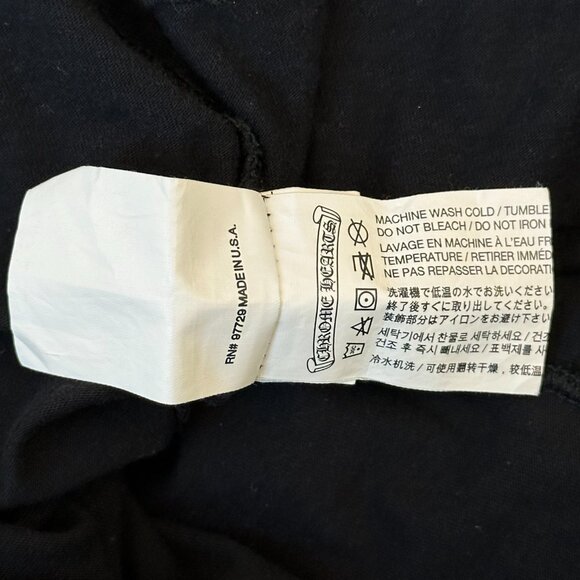 RN# 97729 MADE IN U.S.A.
CHROME HEARTS
MACHINE WASH COLD / TUMBLE
DO NOT BLEACH / DO NOT IRON
LAVAGE EN MACHINE À L'EAU FR
TEMPÉRATURE / RETIRER IMMÉD
NE PAS REPASSER LA DECORATI
洗濯機で低温の水でお洗いください
終了後すぐに取り出してください。
装飾部分はアイロンをお避け下さい
세탁기에서 찬물로 세탁하세요 / 건조
건조 후 즉시 빼내세요 / 표백제를 사
冷水机洗 / 可使用翻转干燥，较低温